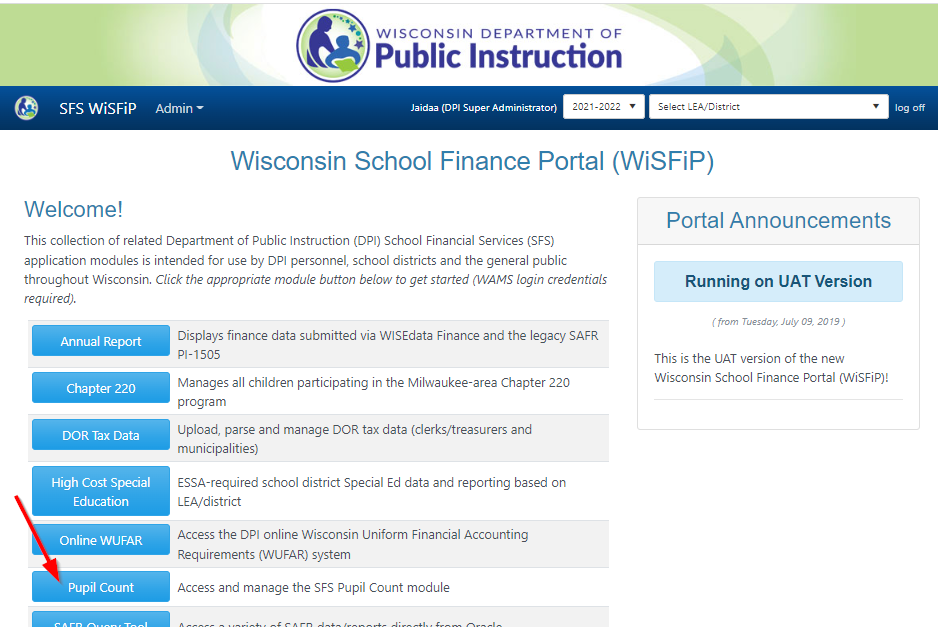 WISCONSIN DEPARTMENT OF
Public Instruction
SFS WiSFiP Admin Jaidaa (DPI Super Administrator) 2021-2022 Select LEA/District log off
Wisconsin School Finance Portal (WiSFiP)
Welcome!
This collection of related Department of Public Instruction (DPI) School Financial Services (SFS)
application modules is intended for use by DPI personnel, school districts and the general public
throughout Wisconsin. Click the appropriate module button below to get started (WAMS login credentials
required).
Annual Report
Displays finance data submitted via WISEdata Finance and the legacy SAFR
PI-1505
Chapter 220
Manages all children participating in the Milwaukee-area Chapter 220
program
DOR Tax Data
Upload, parse and manage DOR tax data (clerks/treasurers and
municipalities)
High Cost Special
Education
ESSA-required school district Special Ed data and reporting based on
LEA/district
Online WUFAR
Access the DPI online Wisconsin Uniform Financial Accounting
Requirements (WUFAR) system
Pupil Count
Access and manage the SFS Pupil Count module
SAFR Query Tool
Access a variety of SAFR data/reports directly from Oracle
Portal Announcements
Running on UAT Version
( from Tuesday, July 09, 2019 )
This is the UAT version of the new
Wisconsin School Finance Portal (WiSFiP)!